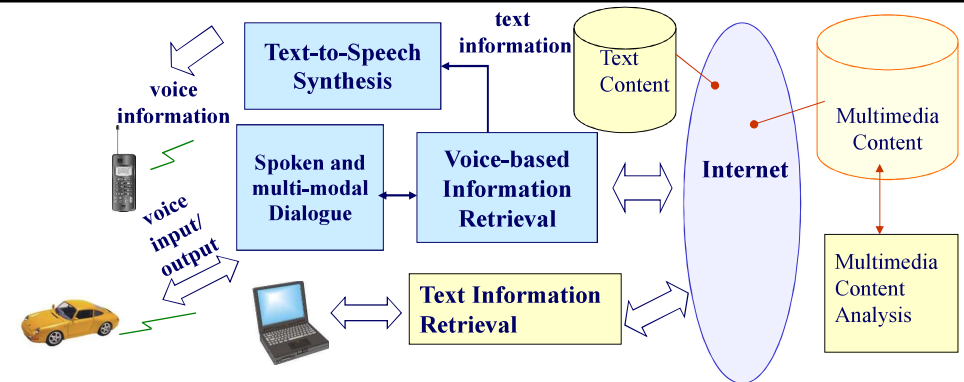 text
information
Text-to-Speech
Synthesis
Text
Content
voice
information
Multimedia
Content
Spoken and
multi-modal
Dialogue
Voice-based
Information
Retrieval
Internet
voice
input/
output
Text Information
Retrieval
Multimedia
Content
Analysis